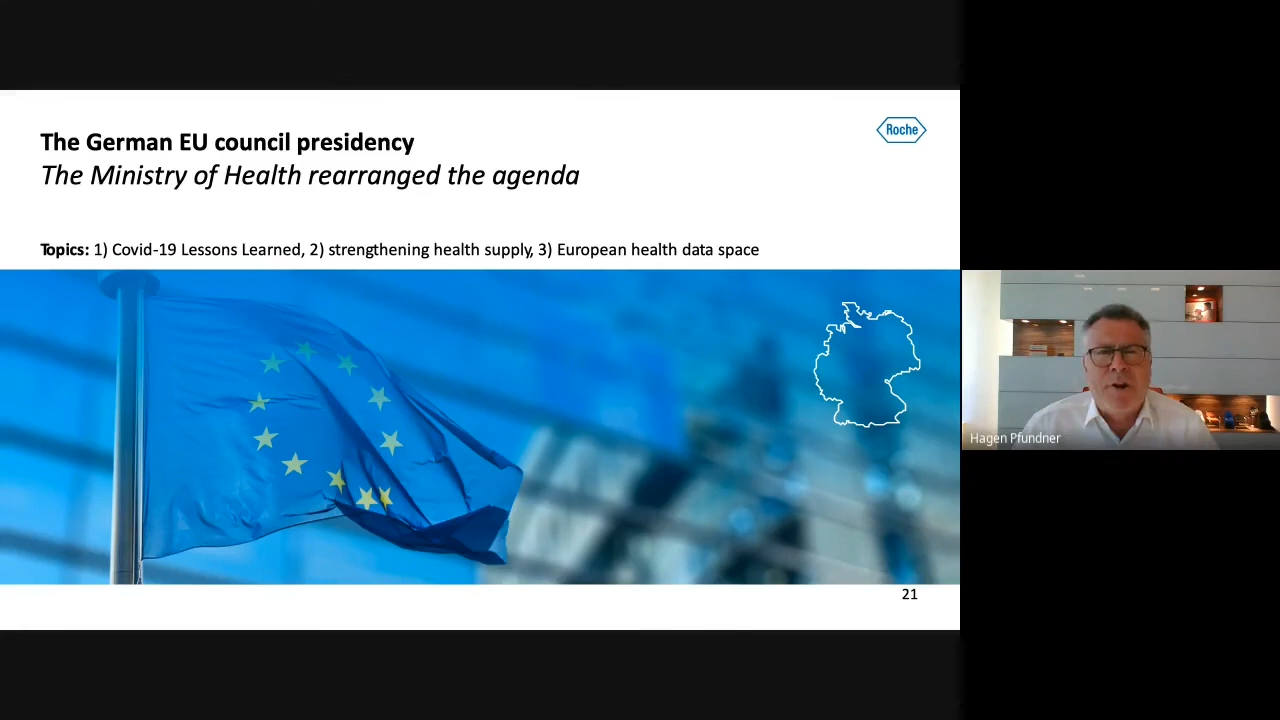 The German EU council presidency
Roche
The Ministry of Health rearranged the agenda
Topics: 1) Covid-19 Lessons Learned, 2) strengthening health supply, 3) European health data space
Hagen Pfundner
21